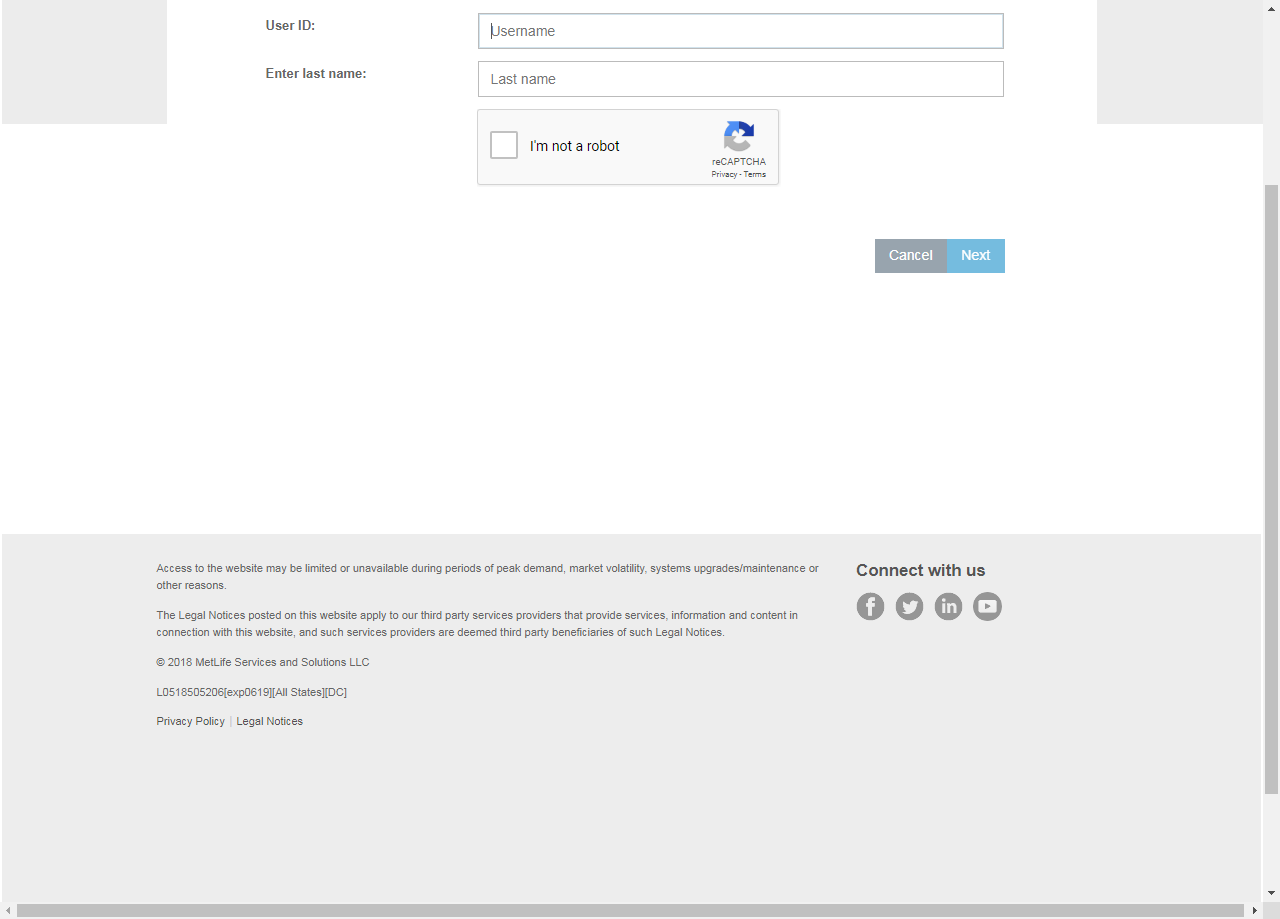 User ID:
Username
Enter last name:
Last name
I'm not a robot
reCAPTCHA
Privacy - Terms
Cancel
Next
Access to the website may be limited or unavailable during periods of peak demand, market volatility, systems upgrades/maintenance or
other reasons.
The Legal Notices posted on this website apply to our third party services providers that provide services, information and content in
connection with this website, and such services providers are deemed third party beneficiaries of such Legal Notices.
© 2018 MetLife Services and Solutions LLC
L0518505206[exp0619][All States][DC]
Privacy Policy | Legal Notices
Connect with us